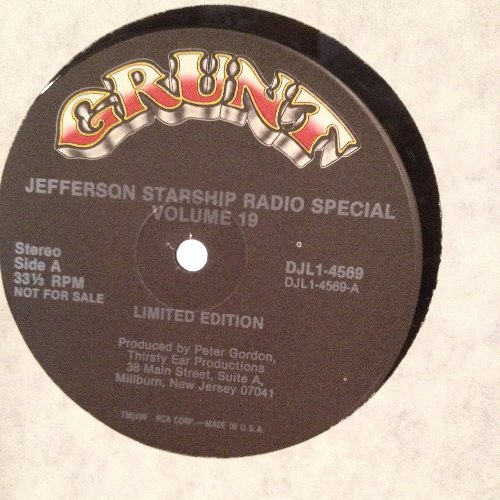 GRUNT
JEFFERSON STARSHIP RADIO SPECIAL
VOLUME 19
Stereo
Side A
33⅓ RPM
NOT FOR SALE
DJL1-4569
DJL1-4569-A
LIMITED EDITION
Produced by Peter Gordon,
Thirsty Ear Productions
38 Main Street, Suite A,
Millburn, New Jersey 07041
TM(s)® RCA CORP.—MADE IN U.S.A.